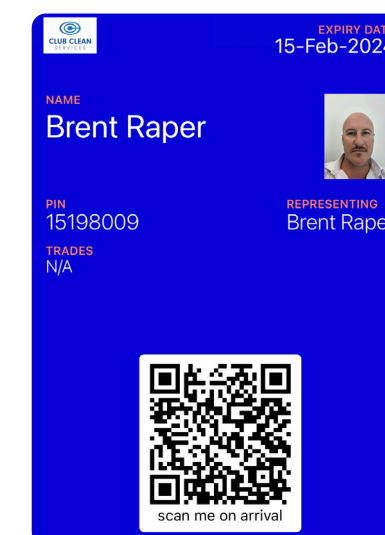 CLUB CLEAN
SERVICES
EXPIRY DAT
15-Feb-2024
NAME
Brent Raper
PIN
15198009
REPRESENTING
Brent Rape
TRADES
N/A
scan me on arrival